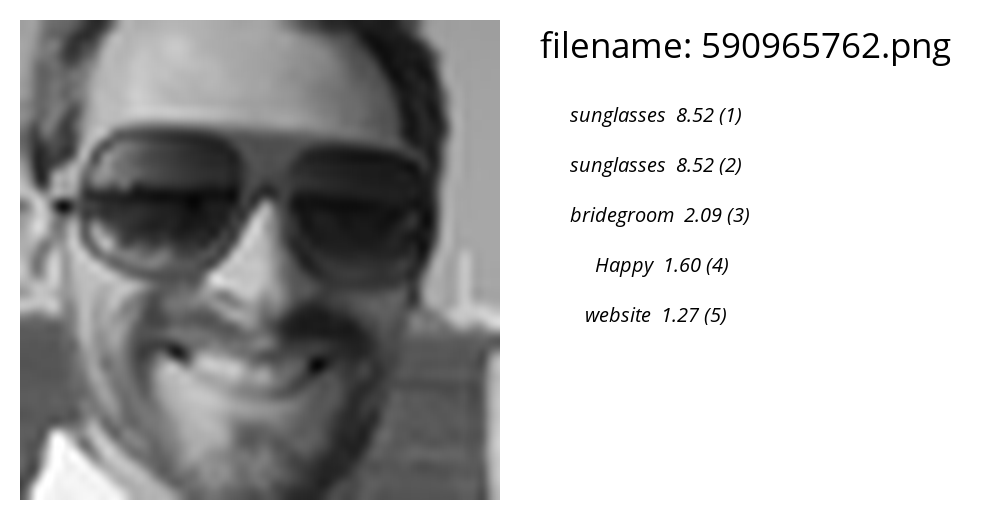 filename: 590965762.png
sunglasses 8.52 (1)
sunglasses 8.52 (2)
bridegroom 2.09 (3)
Happy 1.60 (4)
website 1.27 (5)